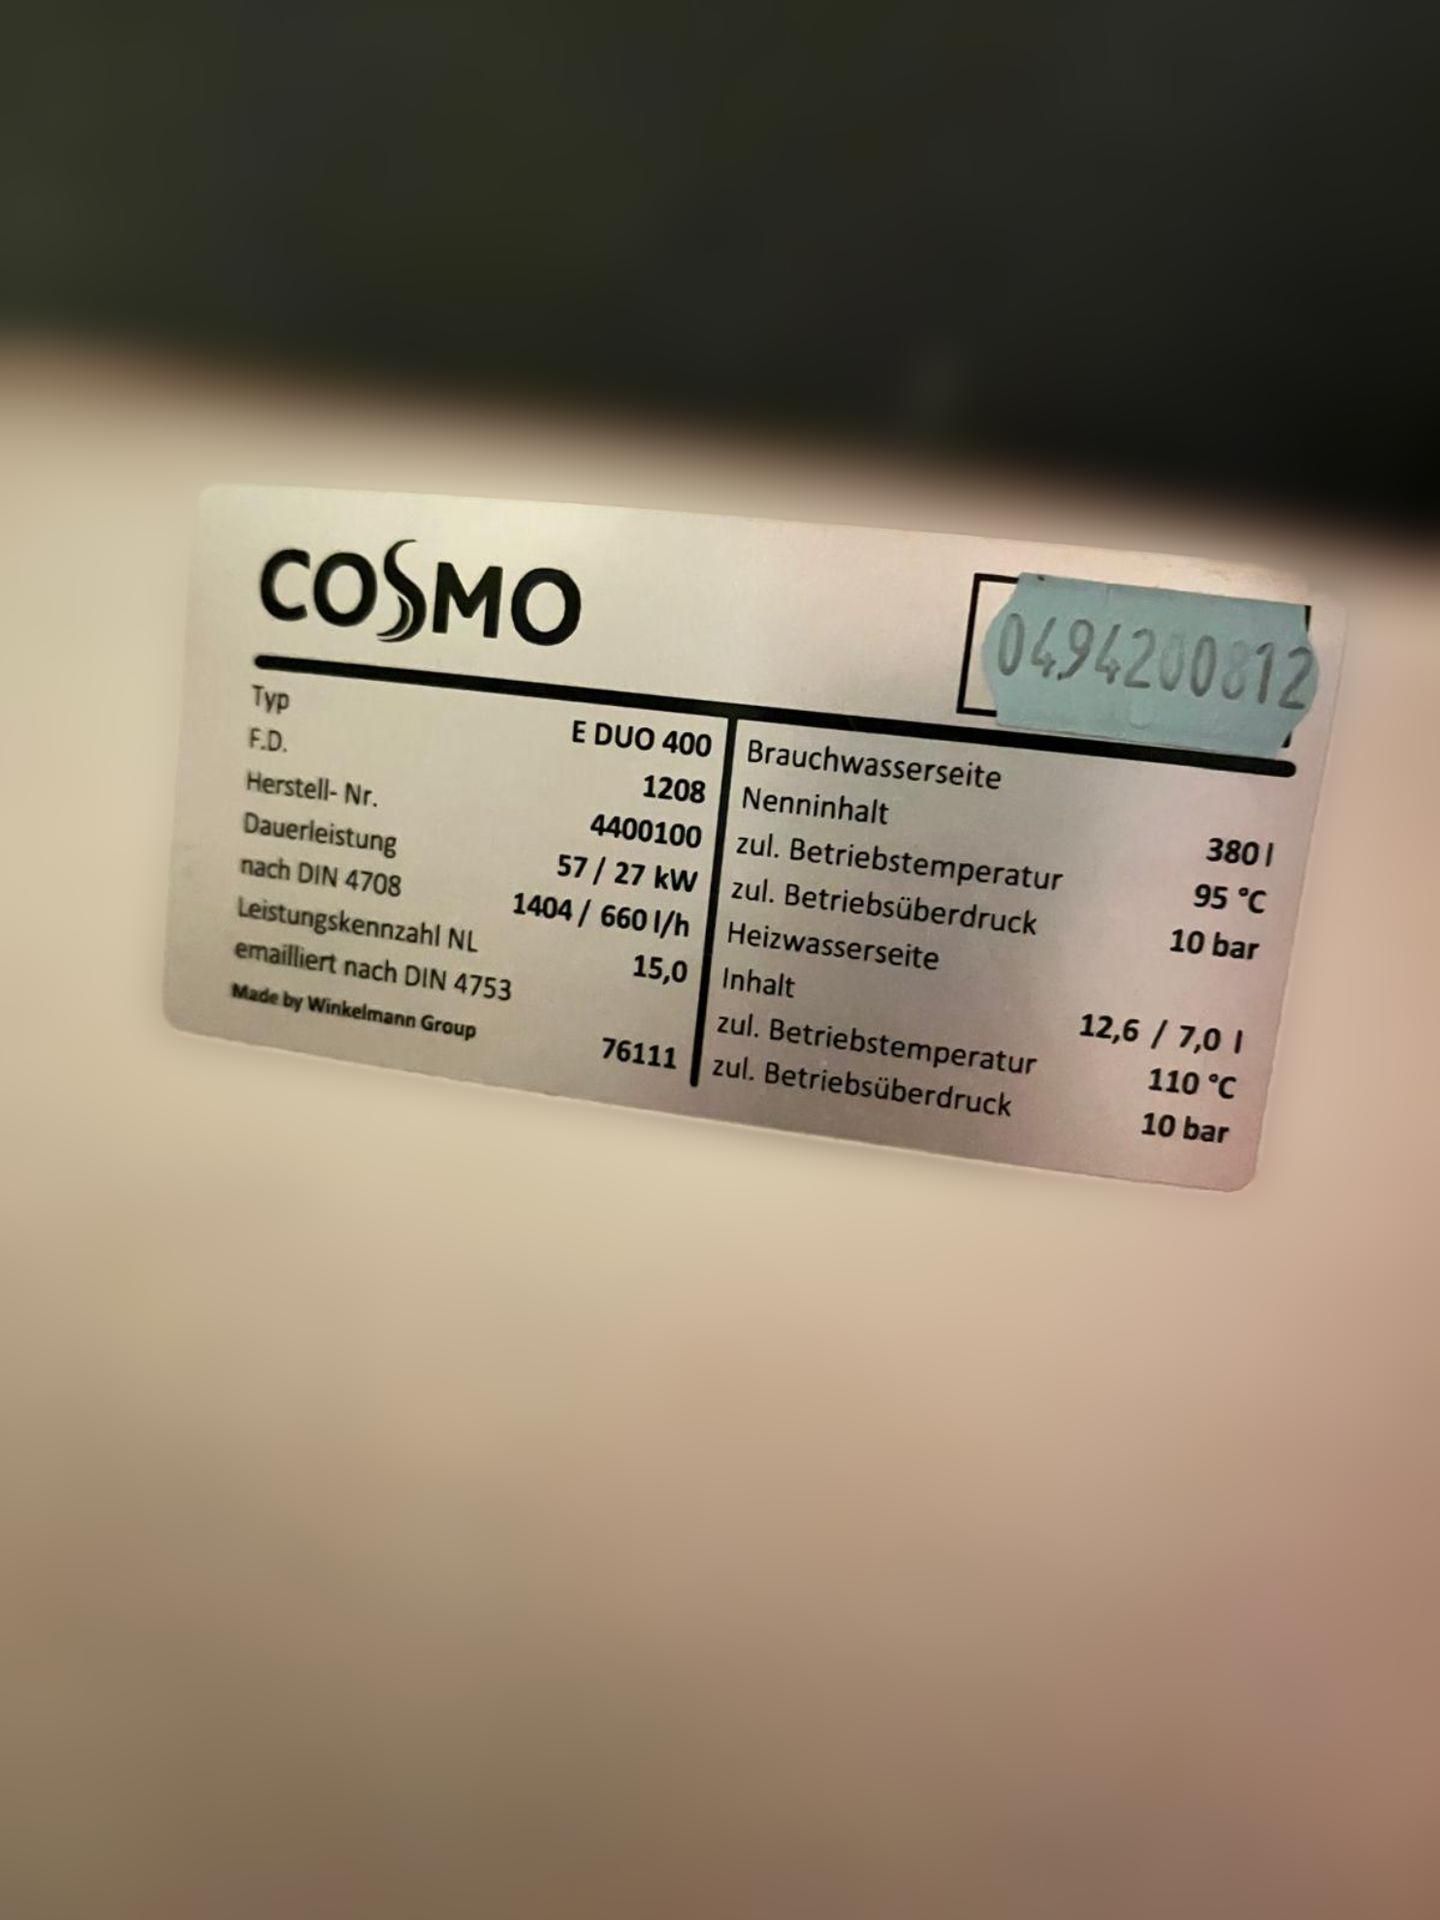 COSMO
0494200812
Typ E DUO 400
F.D. 1208
Herstell- Nr. 4400100
Dauerleistung 57 / 27 kW
nach DIN 4708 1404 / 660 l/h
Leistungskennzahl NL 15,0
emailliert nach DIN 4753
Made by Winkelmann Group 76111
Brauchwasserseite
Nenninhalt 380 l
zul. Betriebstemperatur 95 °C
zul. Betriebsüberdruck 10 bar
Heizwasserseite
Inhalt 12,6 / 7,0 l
zul. Betriebstemperatur 110 °C
zul. Betriebsüberdruck 10 bar